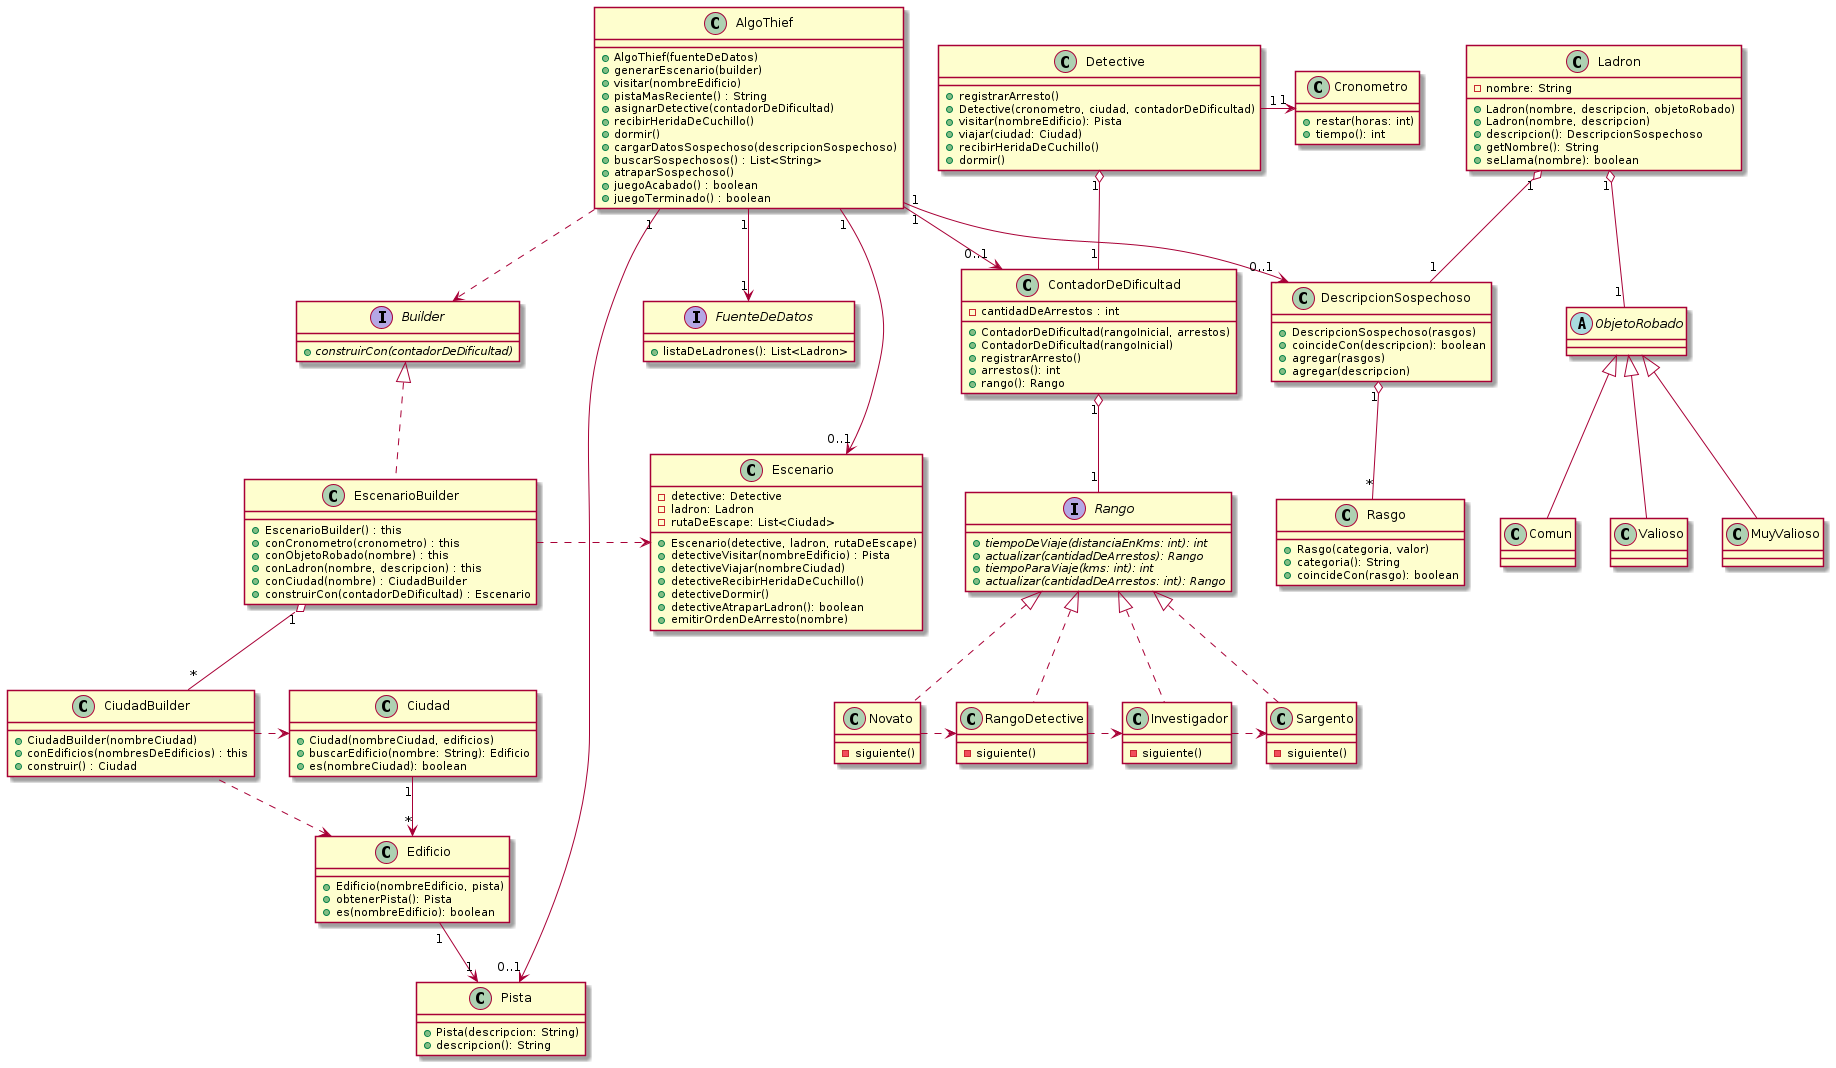 AlgoThief
AlgoThief(fuenteDeDatos)
generarEscenario(builder)
visitar(nombreEdificio)
pistaMasReciente() : String
asignarDetective(contadorDeDificultad)
recibirHeridaDeCuchillo()
dormir()
cargarDatosSospechoso(descripcionSospechoso)
buscarSospechosos() : List<String>
atraparSospechoso()
juegoAcabado() : boolean
juegoTerminado() : boolean
Detective
registrarArresto()
Detective(cronometro, ciudad, contadorDeDificultad)
visitar(nombreEdificio): Pista
viajar(ciudad: Ciudad)
recibirHeridaDeCuchillo()
dormir()
1 1
Cronometro
restar(horas: int)
tiempo(): int
Ladron
nombre: String
Ladron(nombre, descripcion, objetoRobado)
Ladron(nombre, descripcion)
descripcion(): DescripcionSospechoso
getNombre(): String
seLlama(nombre): boolean
1
1
1
1
1
1
1
1
1
0..1
1
0..1
1
1
Builder
construirCon(contadorDeDificultad)
FuenteDeDatos
listaDeLadrones(): List<Ladron>
ContadorDeDificultad
cantidadDeArrestos : int
ContadorDeDificultad(rangoInicial, arrestos)
ContadorDeDificultad(rangoInicial)
registrarArresto()
arrestos(): int
rango(): Rango
DescripcionSospechoso
DescripcionSospechoso(rasgos)
coincideCon(descripcion): boolean
agregar(rasgos)
agregar(descripcion)
ObjetoRobado
1
1
0..1
1
*
EscenarioBuilder
EscenarioBuilder() : this
conCronometro(cronometro) : this
conObjetoRobado(nombre) : this
conLadron(nombre, descripcion) : this
conCiudad(nombre) : CiudadBuilder
construirCon(contadorDeDificultad) : Escenario
Escenario
detective: Detective
ladron: Ladron
rutaDeEscape: List<Ciudad>
Escenario(detective, ladron, rutaDeEscape)
detectiveVisitar(nombreEdificio) : Pista
detectiveViajar(nombreCiudad)
detectiveRecibirHeridaDeCuchillo()
detectiveDormir()
detectiveAtraparLadron(): boolean
emitirOrdenDeArresto(nombre)
Rango
tiempoDeViaje(distanciaEnKms: int): int
actualizar(cantidadDeArrestos): Rango
tiempoParaViaje(kms: int): int
actualizar(cantidadDeArrestos: int): Rango
Rasgo
Rasgo(categoria, valor)
categoria(): String
coincideCon(rasgo): boolean
Comun
Valioso
MuyValioso
1
*
CiudadBuilder
CiudadBuilder(nombreCiudad)
conEdificios(nombresDeEdificios) : this
construir() : Ciudad
Ciudad
Ciudad(nombreCiudad, edificios)
buscarEdificio(nombre: String): Edificio
es(nombreCiudad): boolean
Novato
siguiente()
RangoDetective
siguiente()
Investigador
siguiente()
Sargento
siguiente()
1
*
Edificio
Edificio(nombreEdificio, pista)
obtenerPista(): Pista
es(nombreEdificio): boolean
1
1
0..1
Pista
Pista(descripcion: String)
descripcion(): String